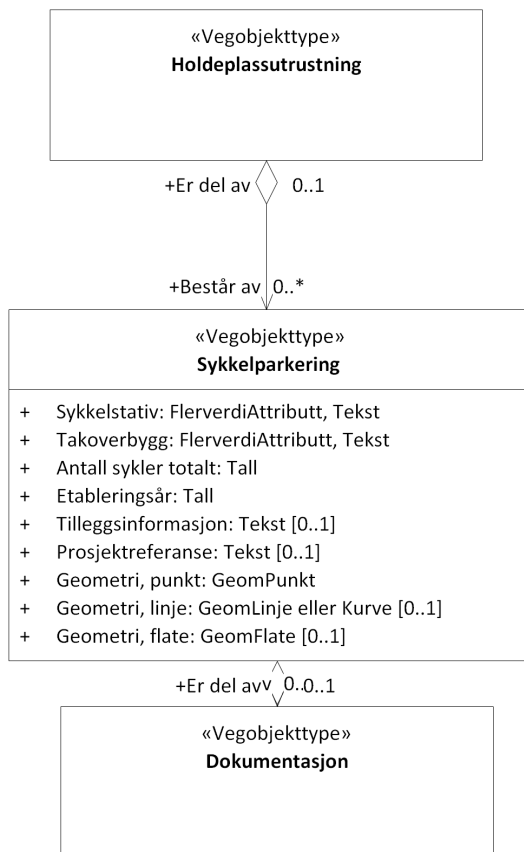 «Vegobjekttype»
Holdeplassutrustning
+Er del av 0..1
+Består av 0..*
«Vegobjekttype»
Sykkelparkering
+ Sykkelstativ: FlerverdiAttributt, Tekst
+ Takoverbygg: FlerverdiAttributt, Tekst
+ Antall sykler totalt: Tall
+ Etableringsår: Tall
+ Tilleggsinformasjon: Tekst [0..1]
+ Prosjektreferanse: Tekst [0..1]
+ Geometri, punkt: GeomPunkt
+ Geometri, linje: GeomLinje eller Kurve [0..1]
+ Geometri, flate: GeomFlate [0..1]
+Er del av 0..1
«Vegobjekttype»
Dokumentasjon